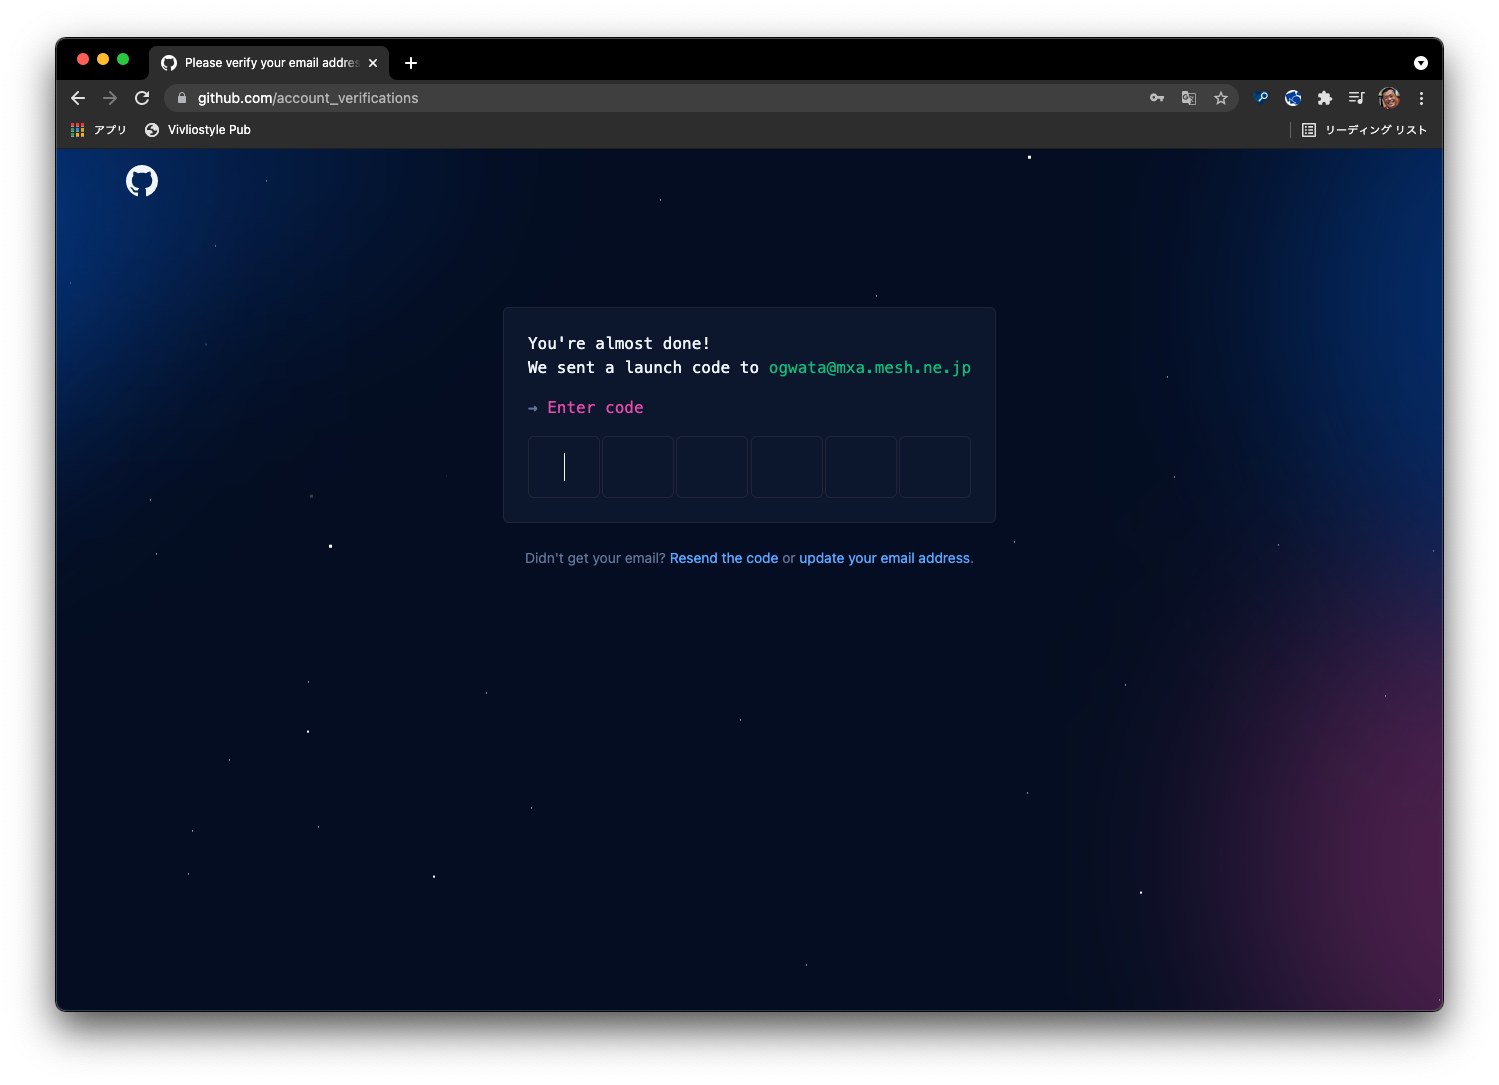 Please verify your email addres
github.com/account_verifications
アプリ
Vivliostyle Pub
リーディング リスト
You're almost done!
We sent a launch code to ogwata@mxa.mesh.ne.jp
→ Enter code
Didn't get your email? Resend the code or update your email address.